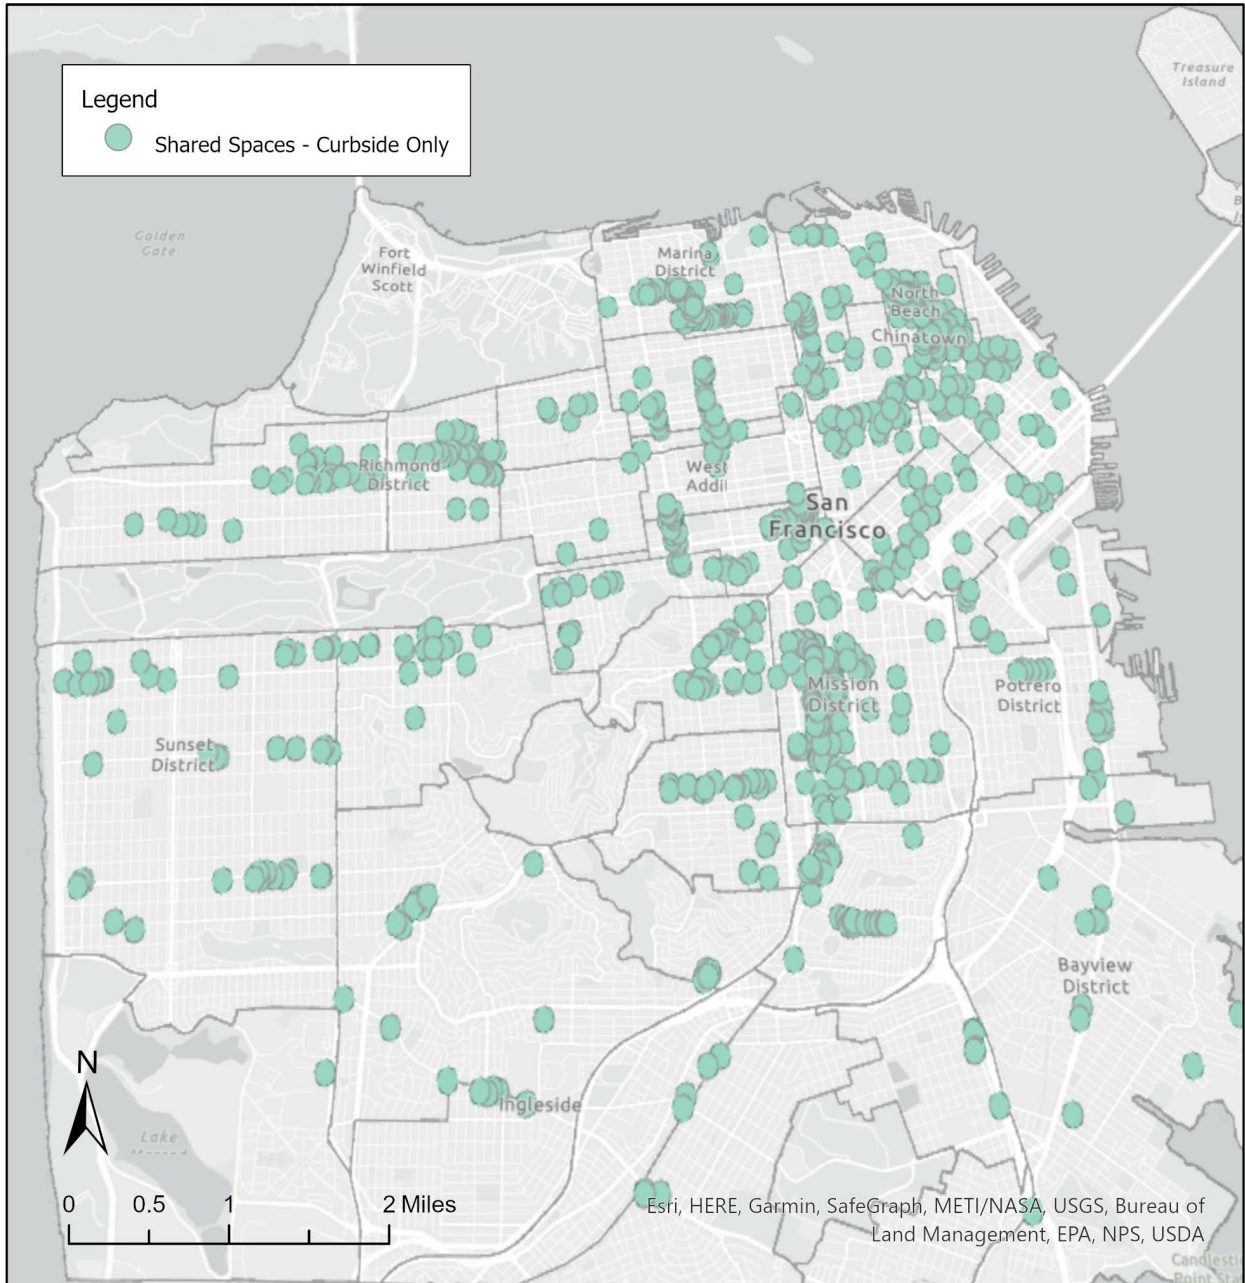 Legend
Shared Spaces - Curbside Only
Treasure
Island
Golden
Gate
Fort
Winfield
Scott
Marina
District
North
Beach
Chinatown
Richmond
District
West
Addi
San
Francisco
Mission
District
Potrero
District
Sunset
District
Bayview
District
Ingleside
N
Lake
0 0.5 1 2 Miles
Esri, HERE, Garmin, SafeGraph, METI/NASA, USGS, Bureau of
Land Management, EPA, NPS, USDA
Point